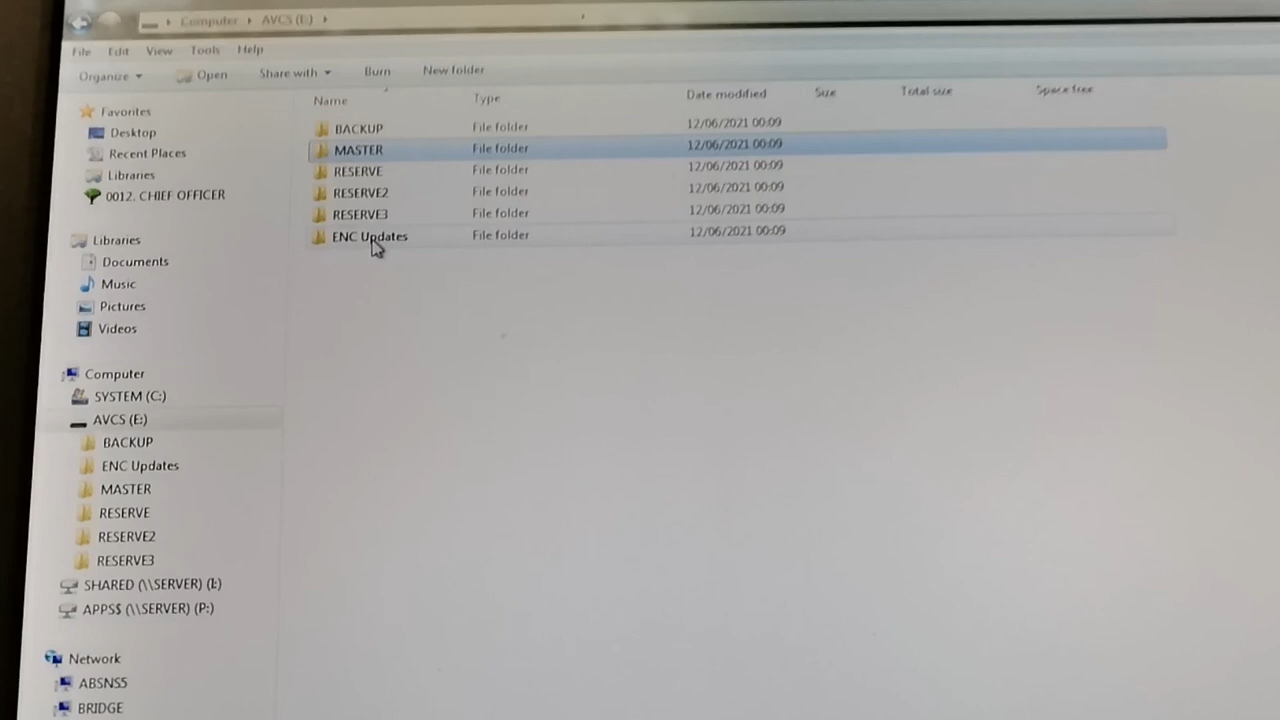 Computer AVCS (E:)
File Edit View Tools Help
Organize Open Share with Burn New folder
Favorites
Desktop
Recent Places
Libraries
0012. CHIEF OFFICER
Libraries
Documents
Music
Pictures
Videos
Computer
SYSTEM (C:)
AVCS (E:)
BACKUP
ENC Updates
MASTER
RESERVE
RESERVE2
RESERVE3
SHARED (\\SERVER) (I:)
APPS$ (\\SERVER) (P:)
Network
ABSNS5
BRIDGE
Name Type Date modified Size Total size Space free
BACKUP File folder 12/06/2021 00:09
MASTER File folder 12/06/2021 00:09
RESERVE File folder 12/06/2021 00:09
RESERVE2 File folder 12/06/2021 00:09
RESERVE3 File folder 12/06/2021 00:09
ENC Updates File folder 12/06/2021 00:09